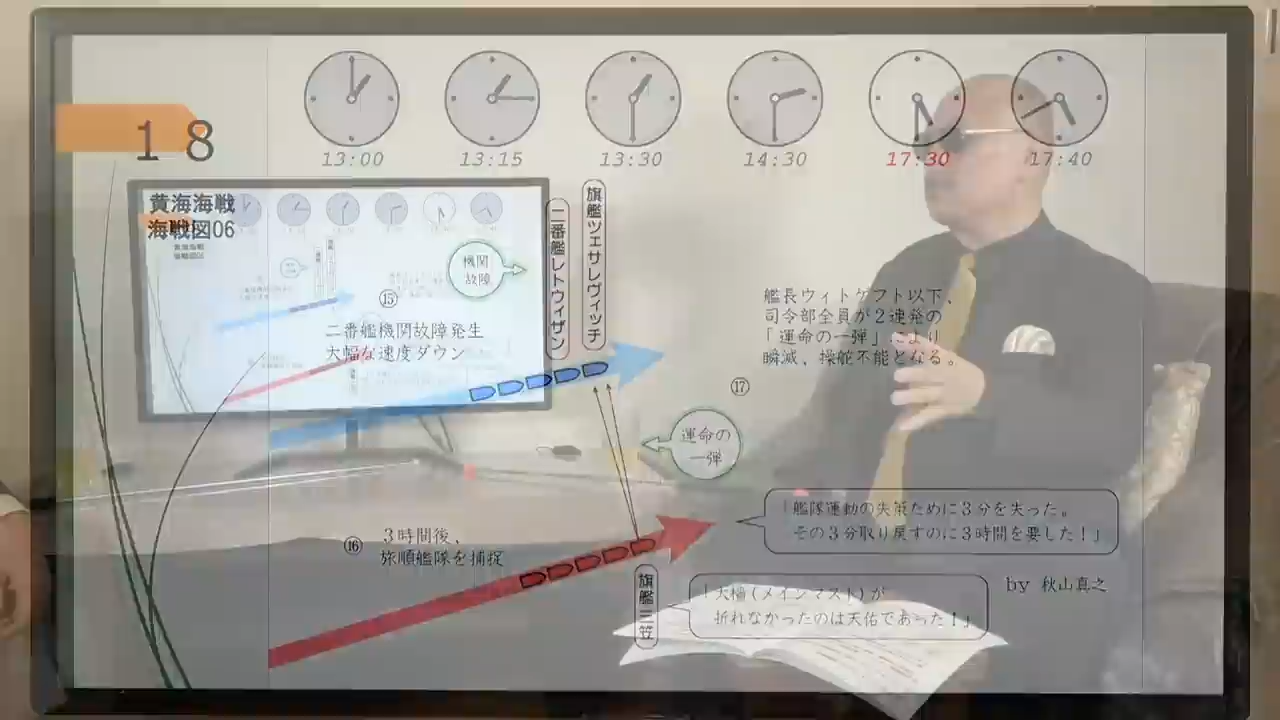 18
13:00
13:15
13:30
14:30
17:30
17:40
黄海海戦
海戦図06
機関
故障
二番艦レトウィザン
旗艦ツェサレヴィッチ
⑮
二番艦機関故障発生
大幅な速度ダウン
艦長ウィトゲフト以下、
司令部全員が2連発の
「運命の一弾」により
瞬滅、操舵不能となる。
⑰
運命の
一弾
⑯
3時間後、
旅順艦隊を捕捉
「艦隊運動の失策ために3分を失った。
その3分取り戻すのに3時間を要した！」
by 秋山真之
旗艦三笠
「大檣(メインマスト)が
折れなかったのは天佑であった！」